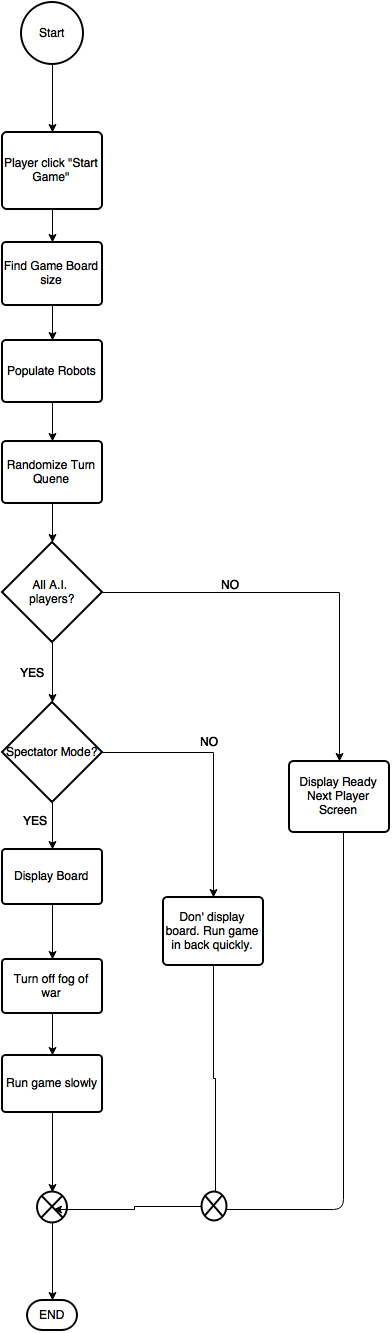 Start
Player click "Start
Game"
Find Game Board
size
Populate Robots
Randomize Turn
Quene
All A.I.
players?
NO
YES
Spectator Mode?
NO
YES
Display Ready
Next Player
Screen
Display Board
Don' display
board. Run game
in back quickly.
Turn off fog of
war
Run game slowly
END